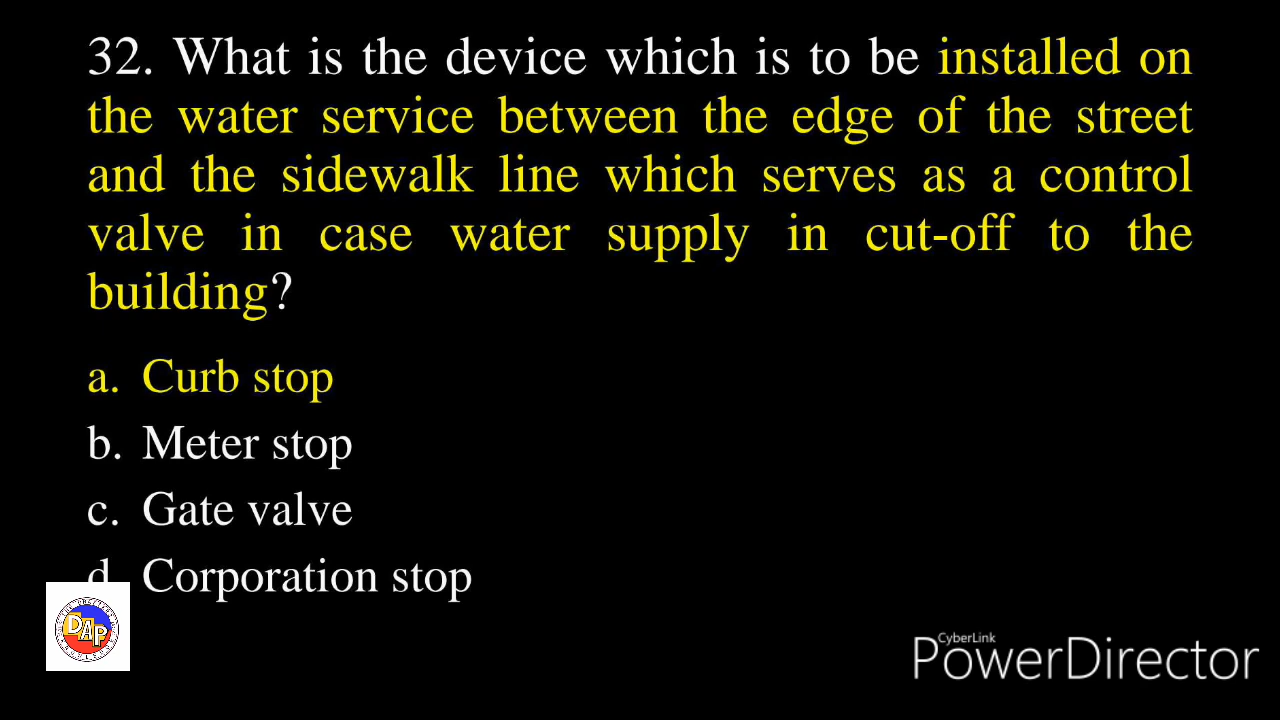 32. What is the device which is to be installed on
the water service between the edge of the street
and the sidewalk line which serves as a control
valve in case water supply in cut-off to the
building?
a. Curb stop
b. Meter stop
c. Gate valve
d. Corporation stop
DAP
CyberLink
PowerDirector